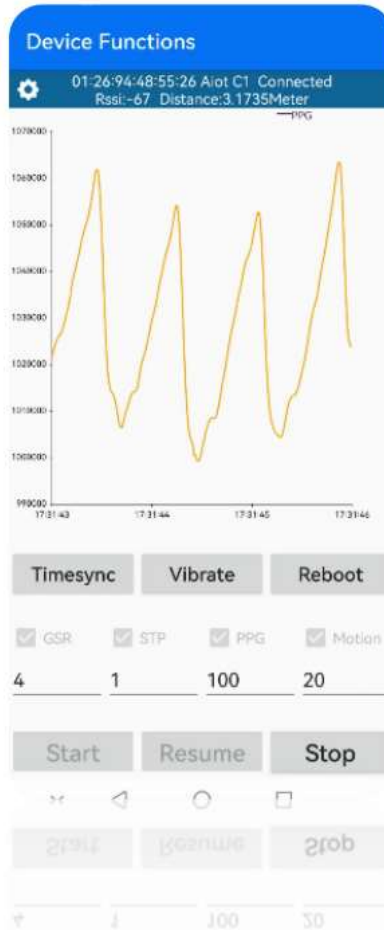 Device Functions
01:26:94:48:55:26 Aiot C1 Connected
Rssi:-67 Distance:3.1735Meter
PPG
1070000
1060000
1050000
1040000
1030000
1020000
1010000
1000000
990000
17:31:43 17:31:44 17:31:45 17:31:46
Timesync Vibrate Reboot
GSR STP PPG Motion
4 1 100 20
Start Resume Stop